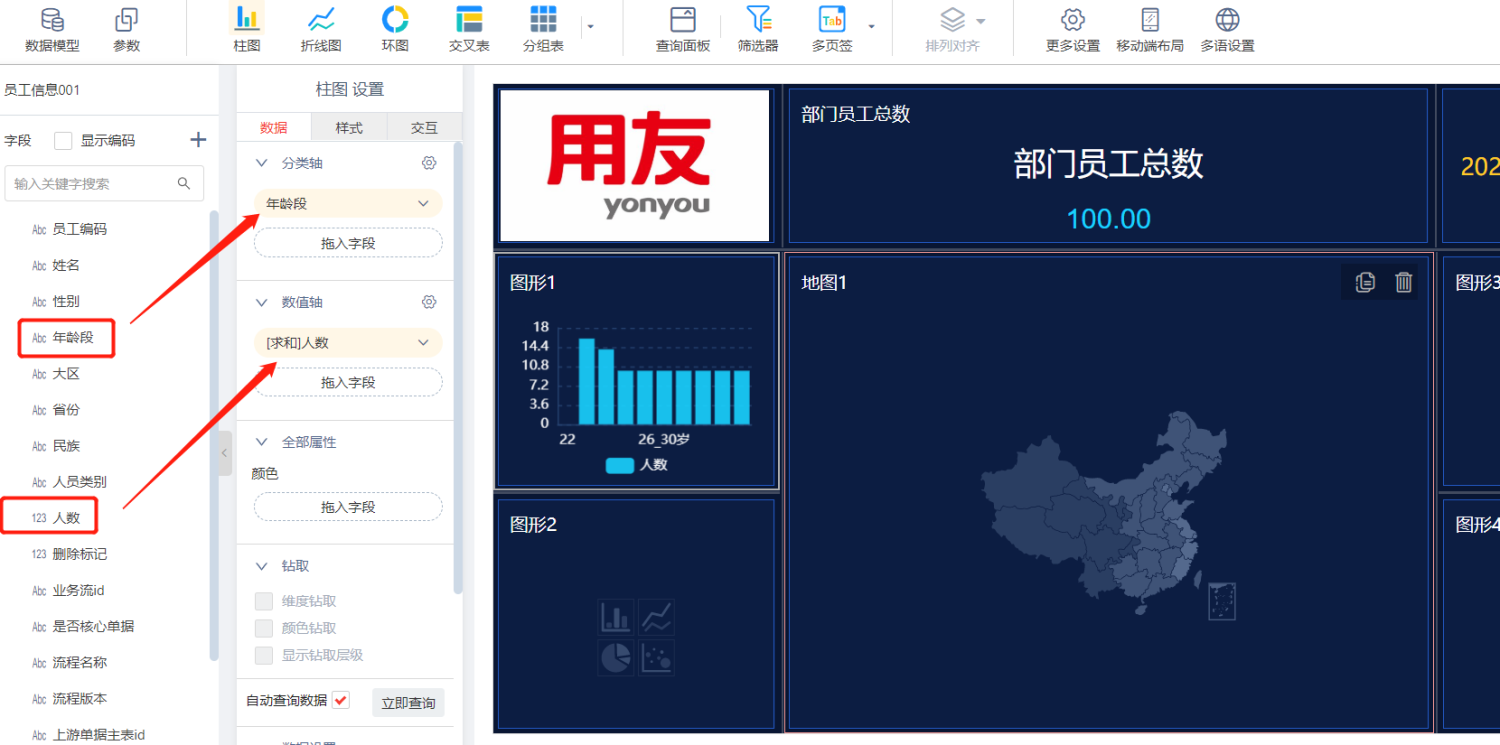 数据模型
参数
柱图
折线图
环图
交叉表
分组表
查询面板
筛选器
Tab
多页签
排列对齐
更多设置
移动端布局
多语设置
员工信息001
字段
显示编码
输入关键字搜索
Abc 员工编码
Abc 姓名
Abc 性别
Abc 年龄段
Abc 大区
Abc 省份
Abc 民族
Abc 人员类别
123 人数
123 删除标记
Abc 业务流id
Abc 是否核心单据
Abc 流程名称
Abc 流程版本
Abc 上游单据主表id
柱图 设置
数据
样式
交互
分类轴
年龄段
拖入字段
数值轴
[求和]人数
拖入字段
全部属性
颜色
拖入字段
钻取
维度钻取
颜色钻取
显示钻取层级
自动查询数据
立即查询
用友
yonyou
部门员工总数
部门员工总数
100.00
202
图形1
18
14.4
10.8
7.2
3.6
0
22
26_30岁
人数
地图1
图形3
图形2
图形4